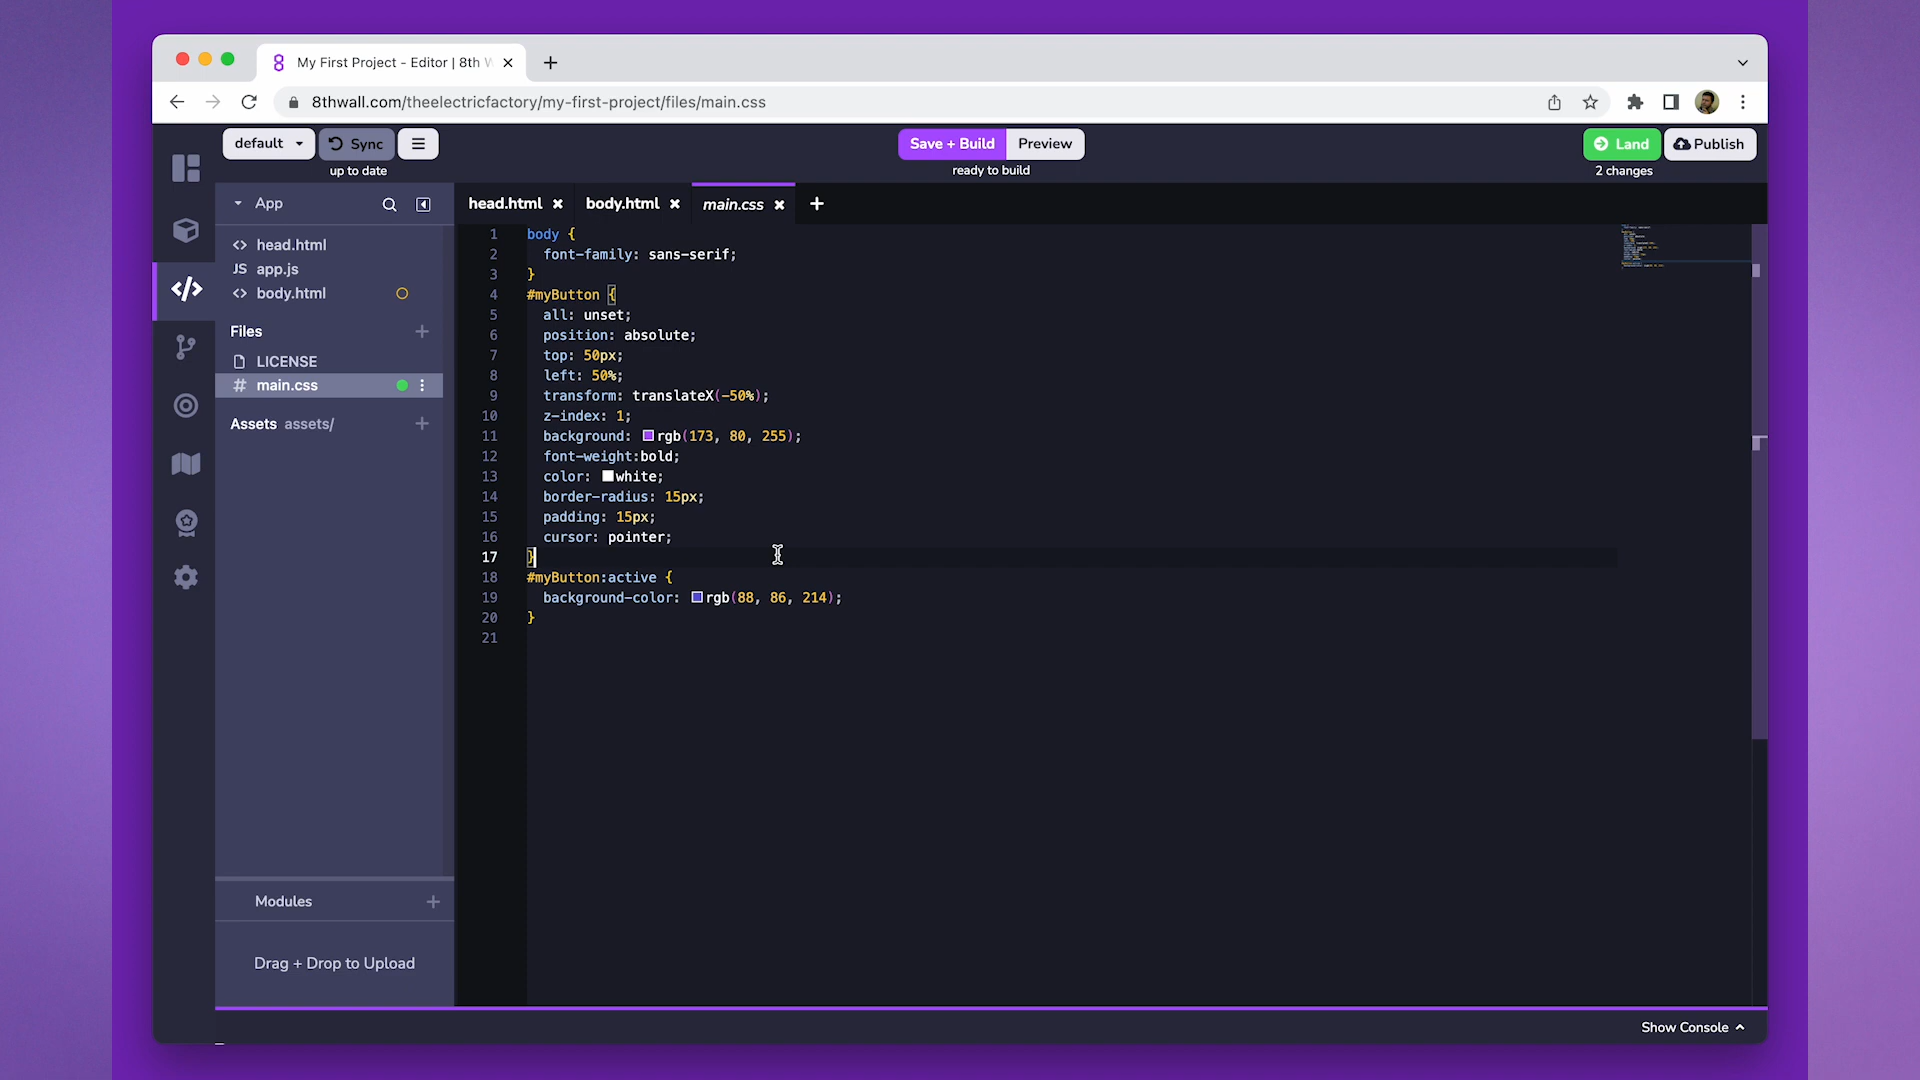 My First Project - Editor | 8th W
8thwall.com/theelectricfactory/my-first-project/files/main.css
default Sync
up to date
Save + Build Preview
ready to build
Land Publish
2 changes
App
head.html
JS app.js
body.html
Files
LICENSE
# main.css
Assets assets/
Modules
Drag + Drop to Upload
head.html body.html main.css
1 body {
2 font-family: sans-serif;
3 }
4 #myButton {
5 all: unset;
6 position: absolute;
7 top: 50px;
8 left: 50%;
9 transform: translateX(-50%);
10 z-index: 1;
11 background: rgb(173, 80, 255);
12 font-weight:bold;
13 color: white;
14 border-radius: 15px;
15 padding: 15px;
16 cursor: pointer;
17 }
18 #myButton:active {
19 background-color: rgb(88, 86, 214);
20 }
21
Show Console